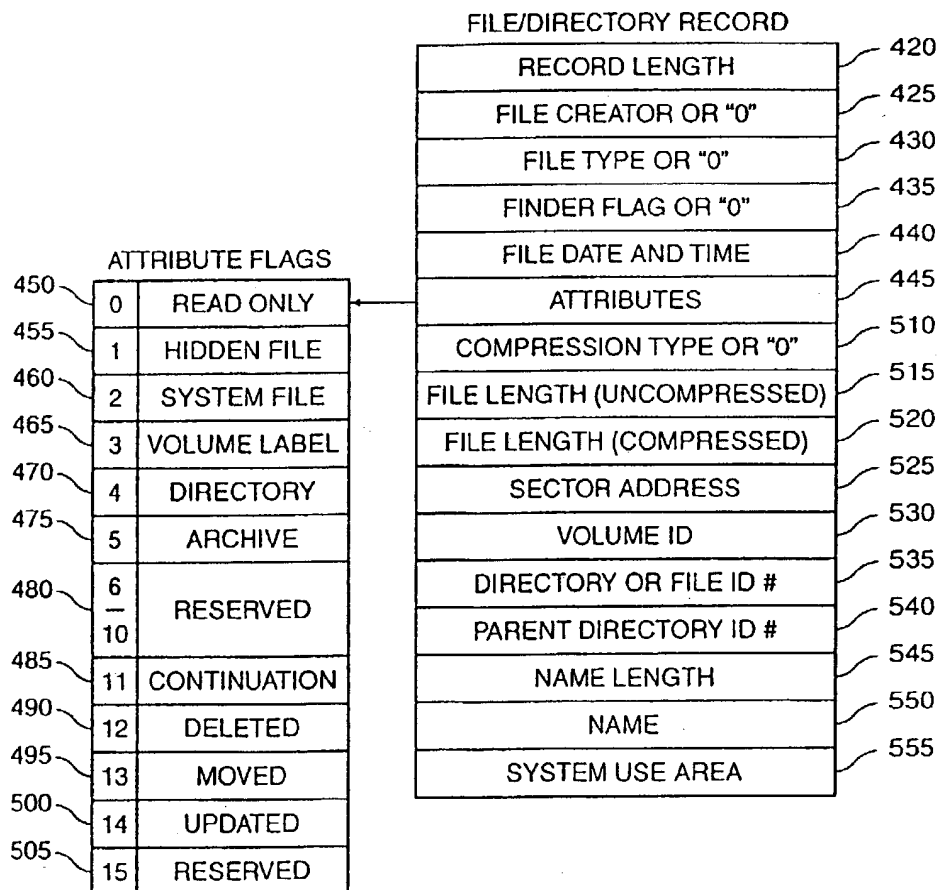 FILE/DIRECTORY RECORD
RECORD LENGTH 420
FILE CREATOR OR “0” 425
FILE TYPE OR “0” 430
FINDER FLAG OR “0” 435
FILE DATE AND TIME 440
ATTRIBUTES 445
COMPRESSION TYPE OR “0” 510
FILE LENGTH (UNCOMPRESSED) 515
FILE LENGTH (COMPRESSED) 520
SECTOR ADDRESS 525
VOLUME ID 530
DIRECTORY OR FILE ID # 535
PARENT DIRECTORY ID # 540
NAME LENGTH 545
NAME 550
SYSTEM USE AREA 555
ATTRIBUTE FLAGS
450 0 READ ONLY
455 1 HIDDEN FILE
460 2 SYSTEM FILE
465 3 VOLUME LABEL
470 4 DIRECTORY
475 5 ARCHIVE
480 6 — 10 RESERVED
485 11 CONTINUATION
490 12 DELETED
495 13 MOVED
500 14 UPDATED
505 15 RESERVED